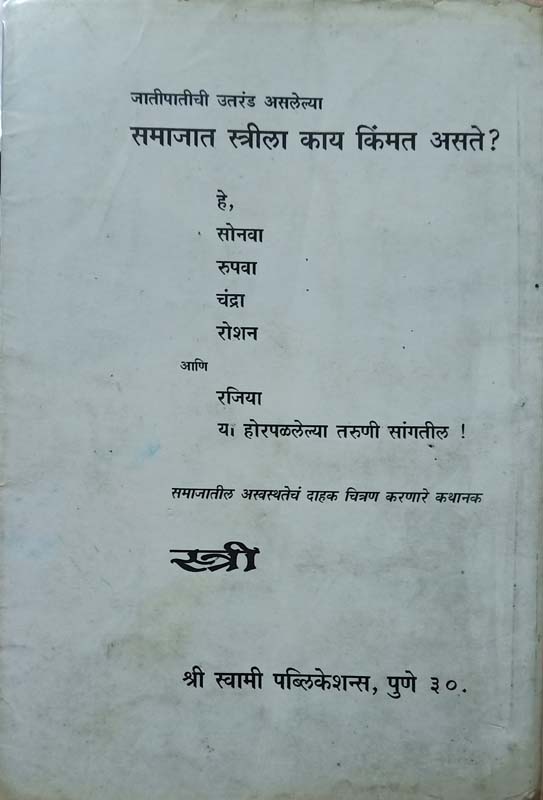 जातीपातीची उतरंड असलेल्या
समाजात स्त्रीला काय किंमत असते?
हे,
सोनवा
रुपवा
चंद्रा
रोशन
आणि
रजिया
या होरपळलेल्या तरुणी सांगतील !
समाजातील अस्वस्थतेचं दाहक चित्रण करणारे कथानक
स्त्री
श्री स्वामी पब्लिकेशन्स, पुणे ३०.